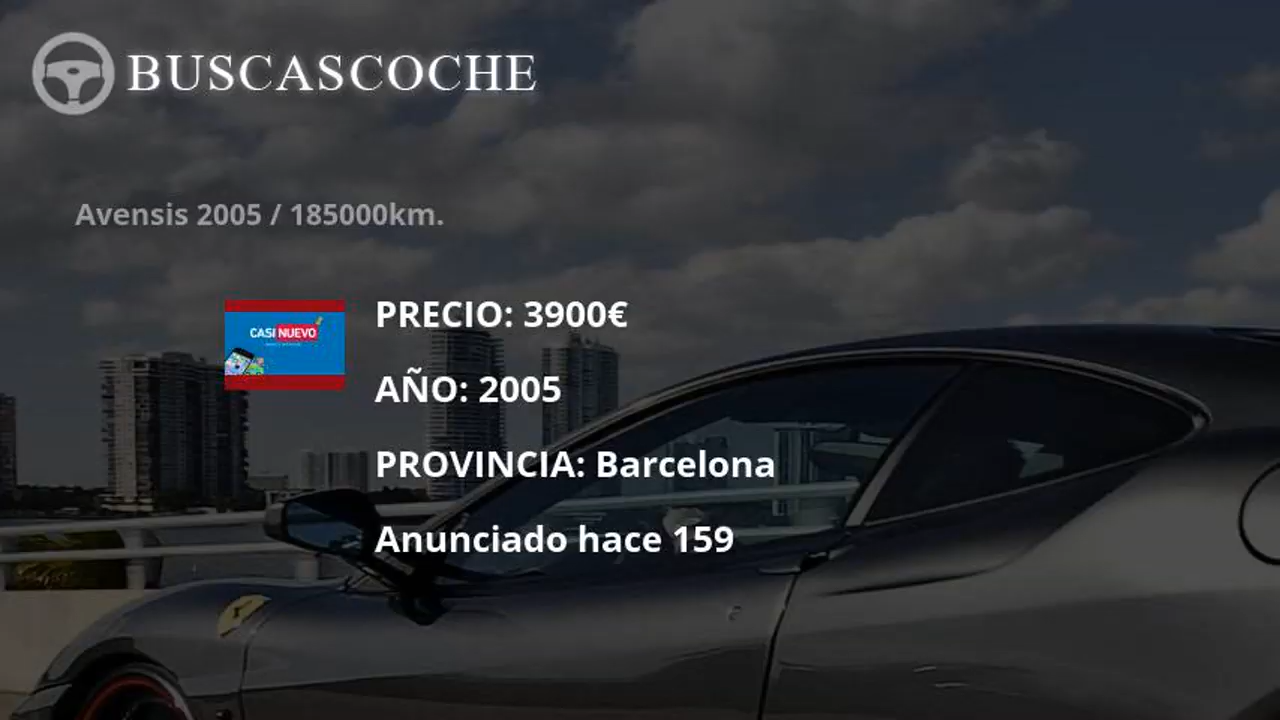 BUSCASCOCHE
Avensis 2005 / 185000km.
CASI NUEVO
PRECIO: 3900€
AÑO: 2005
PROVINCIA: Barcelona
Anunciado hace 159